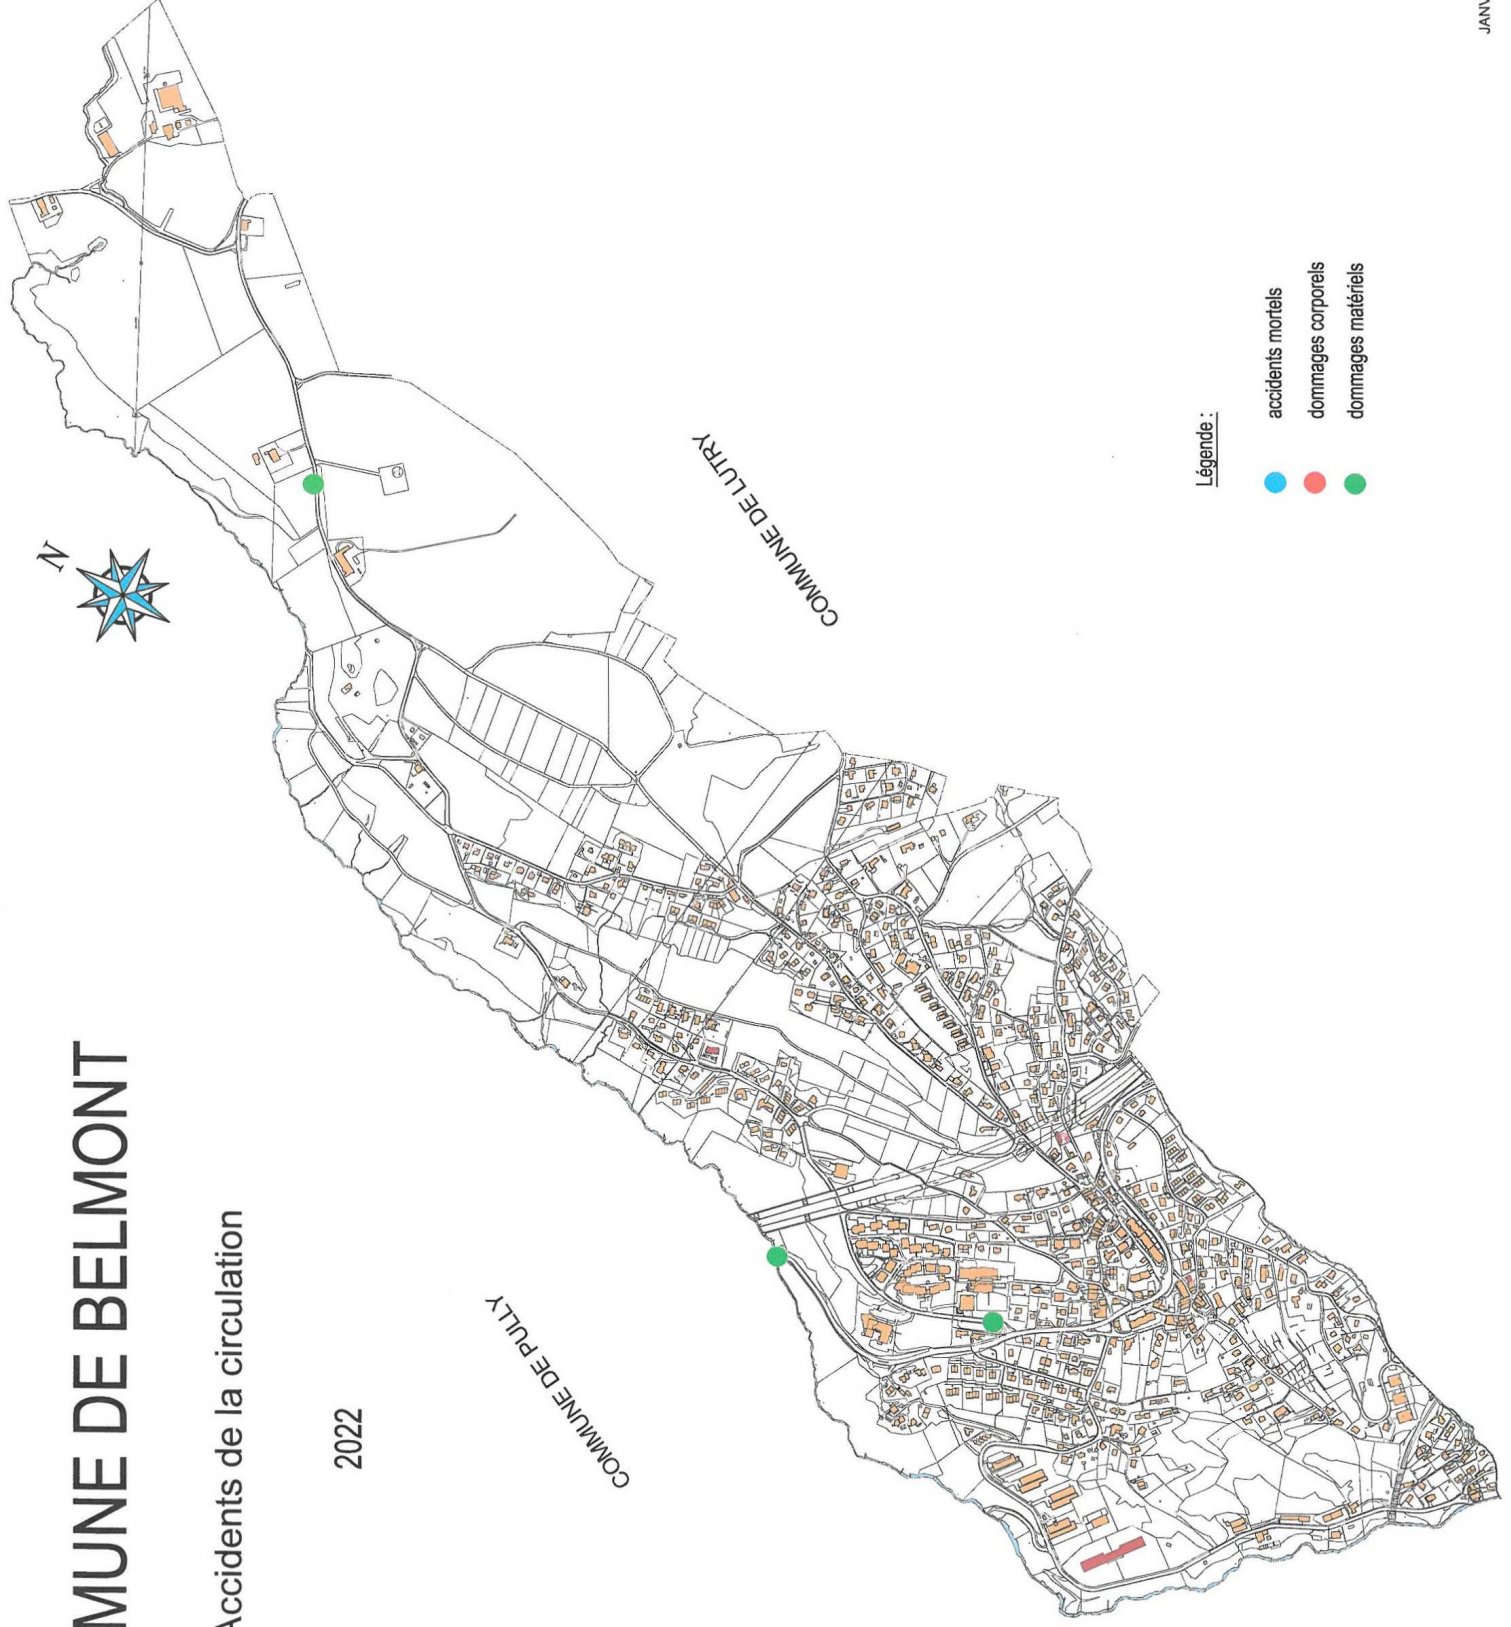 MUNE DE BELMONT
Accidents de la circulation
2022
N
COMMUNE DE PULLY
COMMUNE DE LUTRY
Légende :
accidents mortels
dommages corporels
dommages matériels
JANV